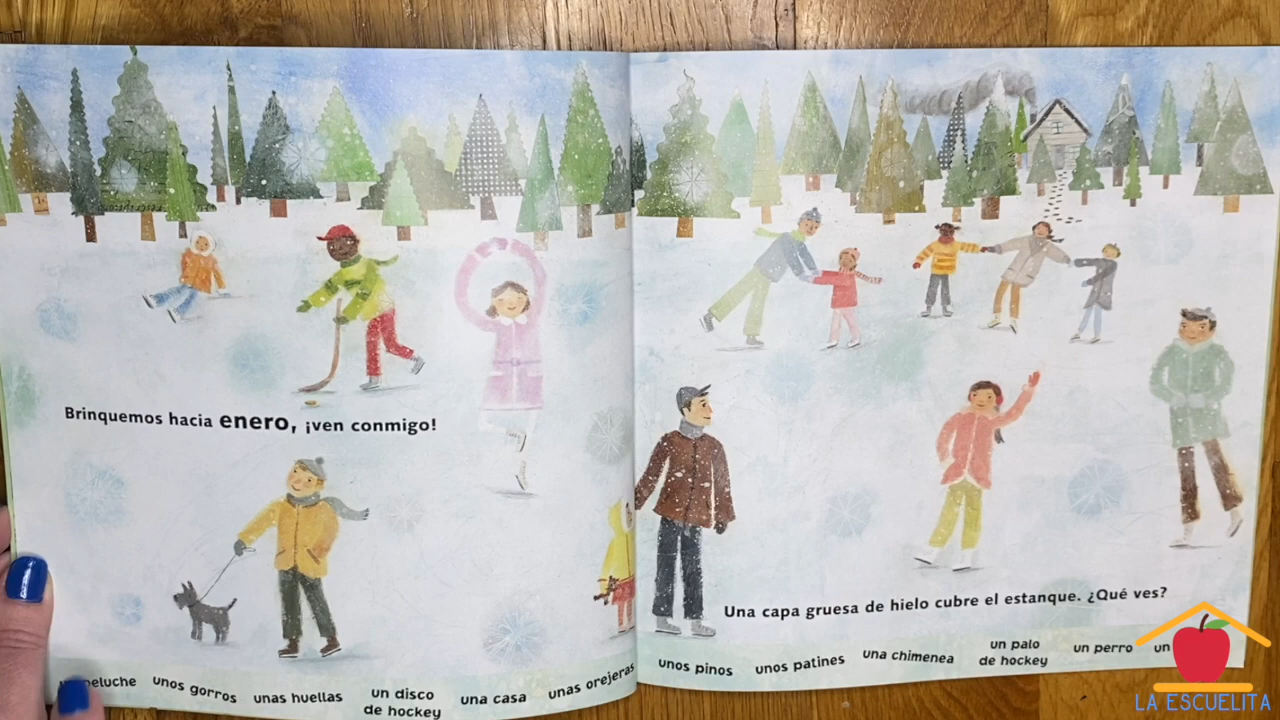 Brinquemos hacia enero, ¡ven conmigo!
Una capa gruesa de hielo cubre el estanque. ¿Qué ves?
peluche unos gorros unas huellas un disco de hockey una casa unas orejeras
unos pinos unos patines una chimenea un palo de hockey un perro un
LA ESCUELITA